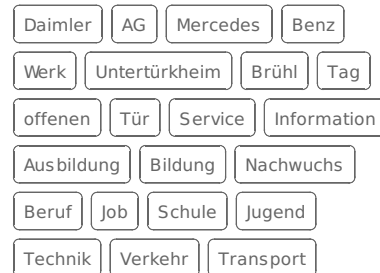 Daimler AG Mercedes Benz
Werk Untertürkheim Brühl Tag
offenen Tür Service Information
Ausbildung Bildung Nachwuchs
Beruf Job Schule Jugend
Technik Verkehr Transport